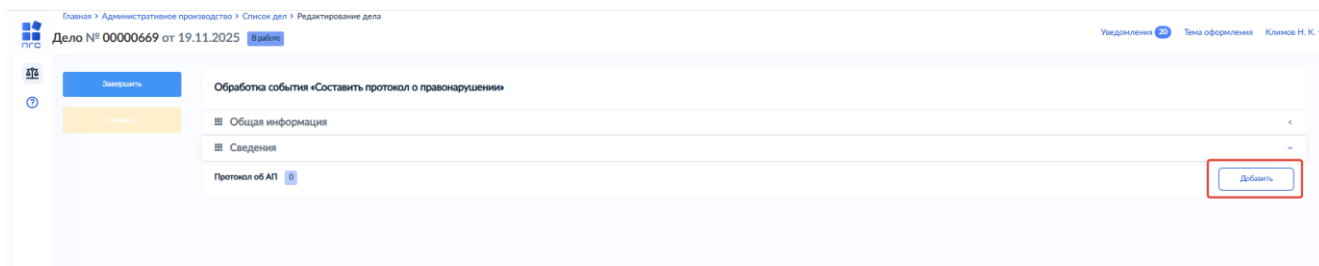 Главная > Административное производство > Список дел > Редактирование дела
Дело № 00000669 от 19.11.2025 В работе
Уведомления 20 Тема оформления Климов Н. К.
пгс
Завершить
Обработка события «Составить протокол о правонарушении»
Общая информация
Сведения
Протокол об АП 0
Добавить